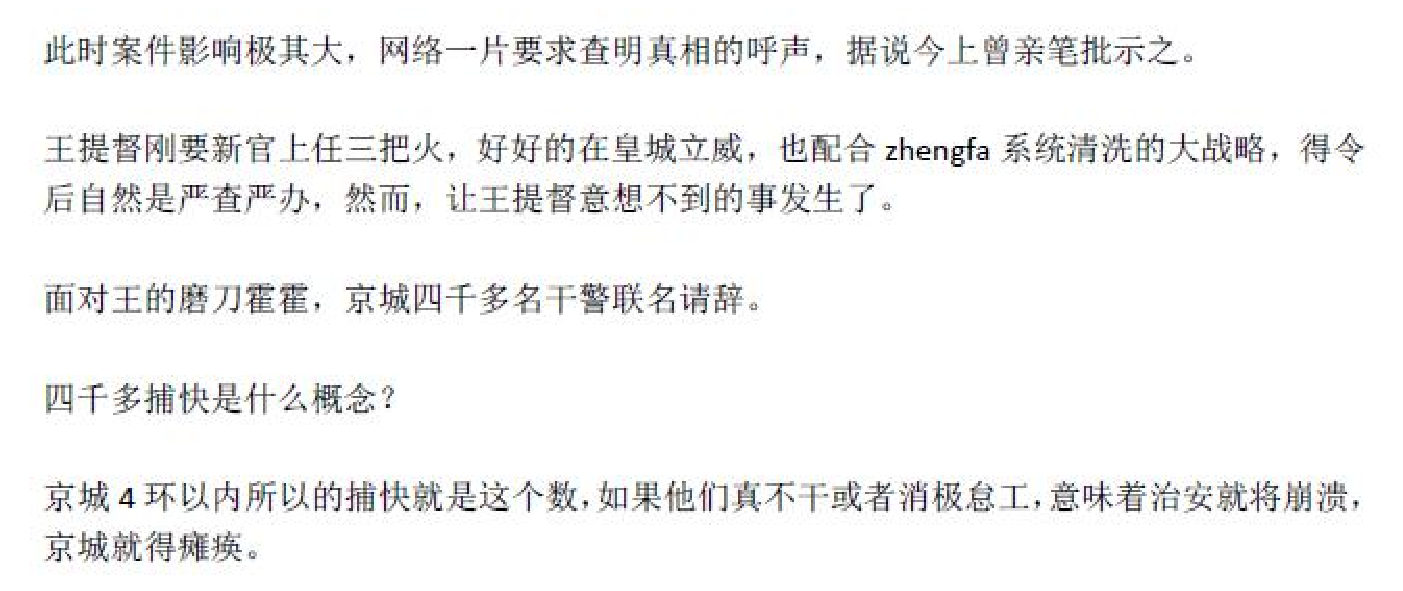 此时案件影响极其大，网络一片要求查明真相的呼声，据说今上曾亲笔批示之。
王提督刚要新官上任三把火，好好的在皇城立威，也配合 zhengfa 系统清洗的大战略，得令
后自然是严查严办，然而，让王提督意想不到的事发生了。
面对王的磨刀霍霍，京城四千多名干警联名请辞。
四千多捕快是什么概念？
京城 4 环以内所以的捕快就是这个数，如果他们真不干或者消极怠工，意味着治安就将崩溃，
京城就得瘫痪。